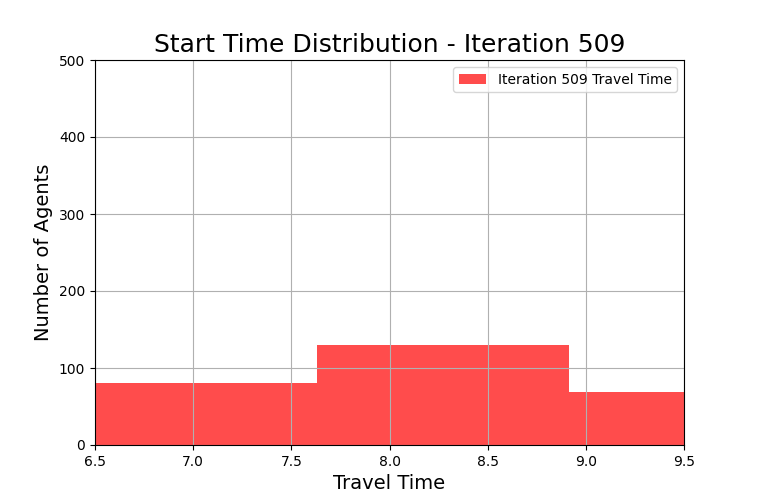 Start Time Distribution - Iteration 509
Iteration 509 Travel Time
Number of Agents
500
400
300
200
100
0
6.5 7.0 7.5 8.0 8.5 9.0 9.5
Travel Time